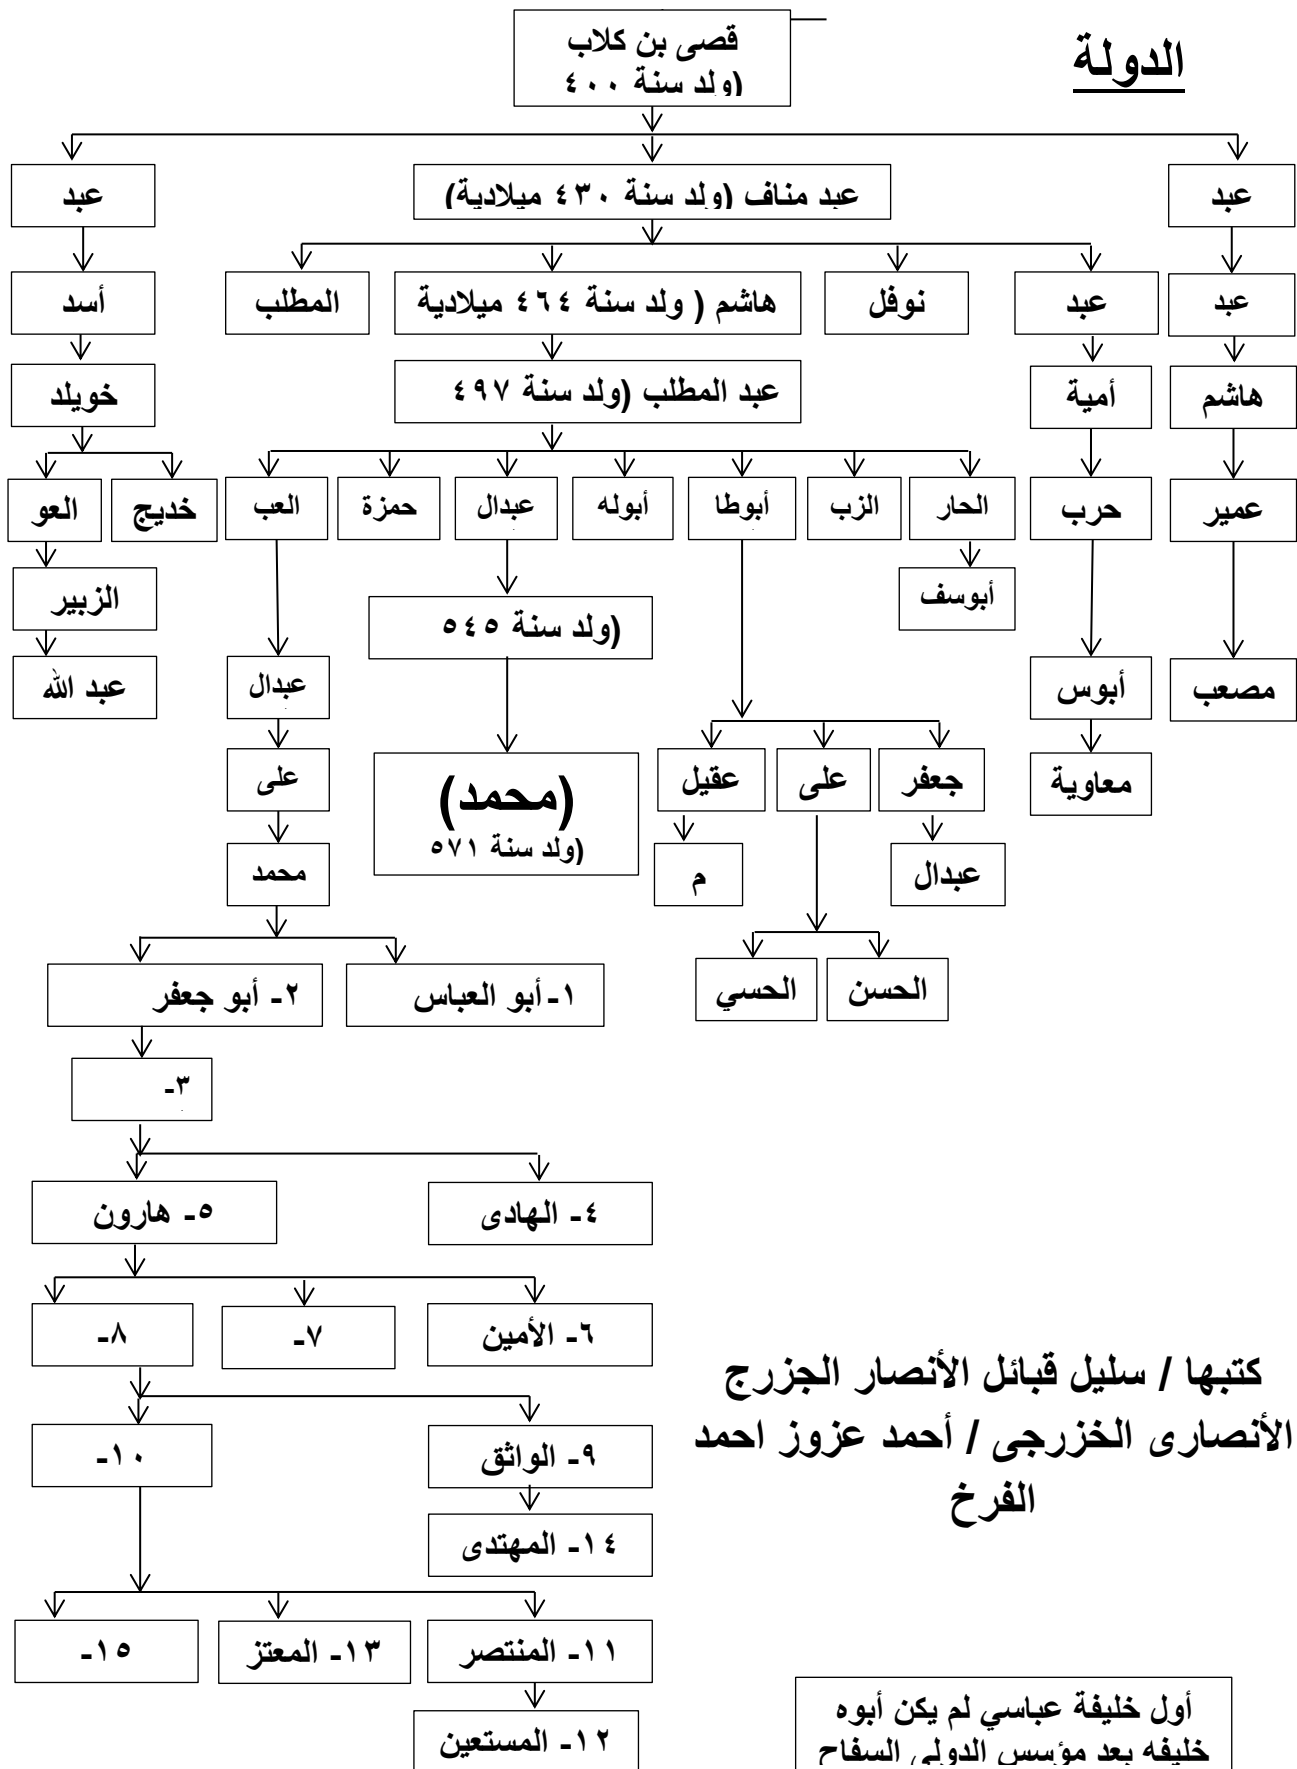 الدولة
قصى بن كلاب
(ولد سنة ٤٠٠
عبد
عبد مناف (ولد سنة ٤٣٠ ميلادية)
عبد
عبد
عبد
نوفل
هاشم ( ولد سنة ٤٦٤ ميلادية
المطلب
أسد
هاشم
أمية
عبد المطلب (ولد سنة ٤٩٧
خويلد
عمير
حرب
الحار
الزب
أبوطا
أبوله
عبدال
حمزة
العب
خديج
العو
أبوسف
(ولد سنة ٥٤٥
الزبير
مصعب
أبوس
عبدال
عبد الله
معاوية
جعفر
على
عقيل
(محمد)
(ولد سنة ٥٧١
على
عبدال
م
محمد
الحسن
الحسي
١- أبو العباس
٢- أبو جعفر
٣-
٤- الهادى
٥- هارون
٦- الأمين
٧-
٨-
كتبها / سليل قبائل الأنصار الجزرج
الأنصارى الخزرجى / أحمد عزوز احمد
الفرخ
٩- الواثق
١٠-
١٤- المهتدى
١١- المنتصر
١٣- المعتز
١٥-
١٢- المستعين
أول خليفة عباسي لم يكن أبوه
خليفه بعد مؤسس الدولى السفاح